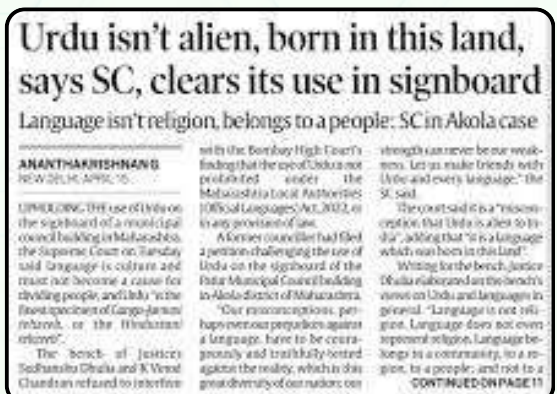 Urdu isn't alien, born in this land,
says SC, clears its use in signboard
Language isn't religion, belongs to a people: SC in Akola case
ANANTHAKRISHNAN G
NEW DELHI, APRIL 15
UPHOLDING THE use of Urdu on
the signboard of a municipal
council building in Maharashtra,
the Supreme Court on Tuesday
said language is culture and
must not become a cause for
dividing people, and Urdu "is the
finest specimen of Ganga-Jamuni
tehzeeb, or the Hindustani
tehzeeb".
The bench of Justices
Sudhanshu Dhulia and K Vinod
Chandran refused to interfere
with the Bombay High Court's
finding that the use of Urdu is not
prohibited under the
Maharashtra Local Authorities
(Official Languages) Act, 2022, or
in any provision of law.
A former councillor had filed
a petition challenging the use of
Urdu on the signboard of the
Patur Municipal Council building
in Akola district of Maharashtra.
"Our misconceptions, per-
haps even our prejudices against
a language, have to be coura-
geously and truthfully tested
against the reality, which is this
great diversity of our nation: our
strength can never be our weak-
ness. Let us make friends with
Urdu and every language," the
SC said.
The court said it is a "miscon-
ception that Urdu is alien to In-
dia", adding that "it is a language
which was born in this land".
Writing for the bench, Justice
Dhulia elaborated on the bench's
views on Urdu and languages in
general. "Language is not reli-
gion. Language does not even
represent religion. Language be-
longs to a community, to a re-
gion, to a people; and not to a
CONTINUED ON PAGE 11